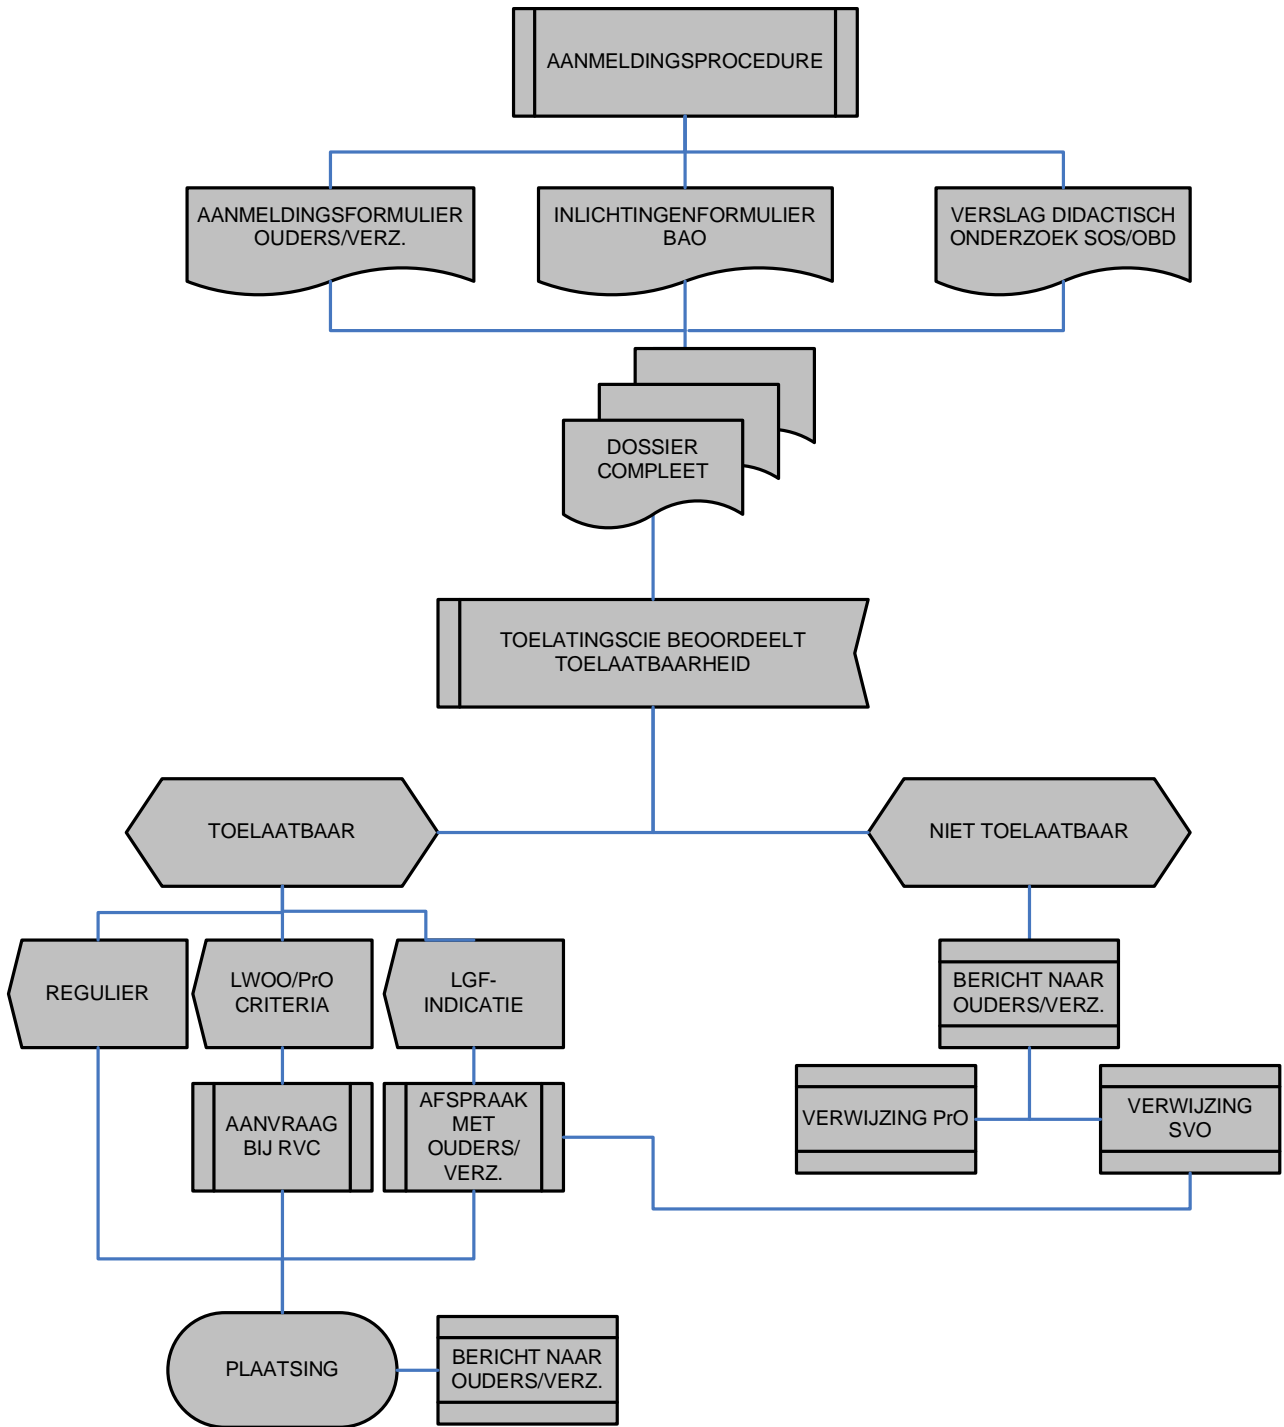 AANMELDINGSPROCEDURE
AANMELDINGSFORMULIER
OUDERS/VERZ.
INLICHTINGENFORMULIER
BAO
VERSLAG DIDACTISCH
ONDERZOEK SOS/OBD
DOSSIER
COMPLEET
TOELATINGSCIE BEOORDEELT
TOELAATBAARHEID
TOELAATBAAR
NIET TOELAATBAAR
REGULIER
LWOO/PrO
CRITERIA
LGF-
INDICATIE
BERICHT NAAR
OUDERS/VERZ.
AANVRAAG
BIJ RVC
AFSPRAAK
MET
OUDERS/
VERZ.
VERWIJZING PrO
VERWIJZING
SVO
PLAATSING
BERICHT NAAR
OUDERS/VERZ.